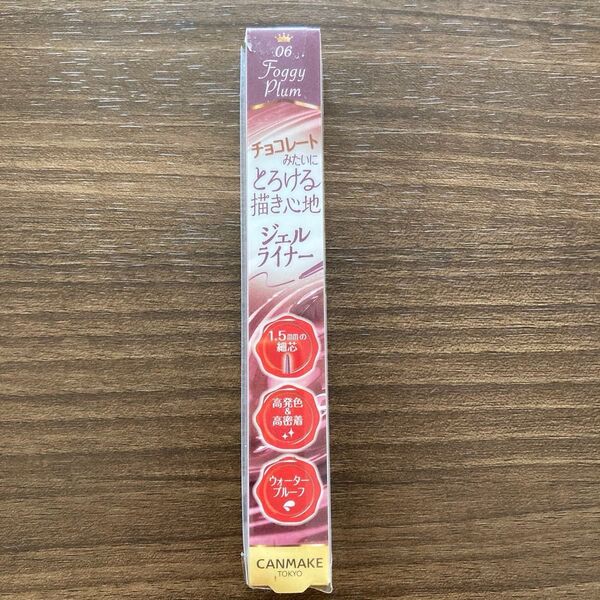 06
Foggy
Plum
チョコレート
みたいに
とろける
描き心地
ジェル
ライナー
1.5mmの
細芯
高発色
&
高密着
ウォーター
プルーフ
CANMAKE
TOKYO